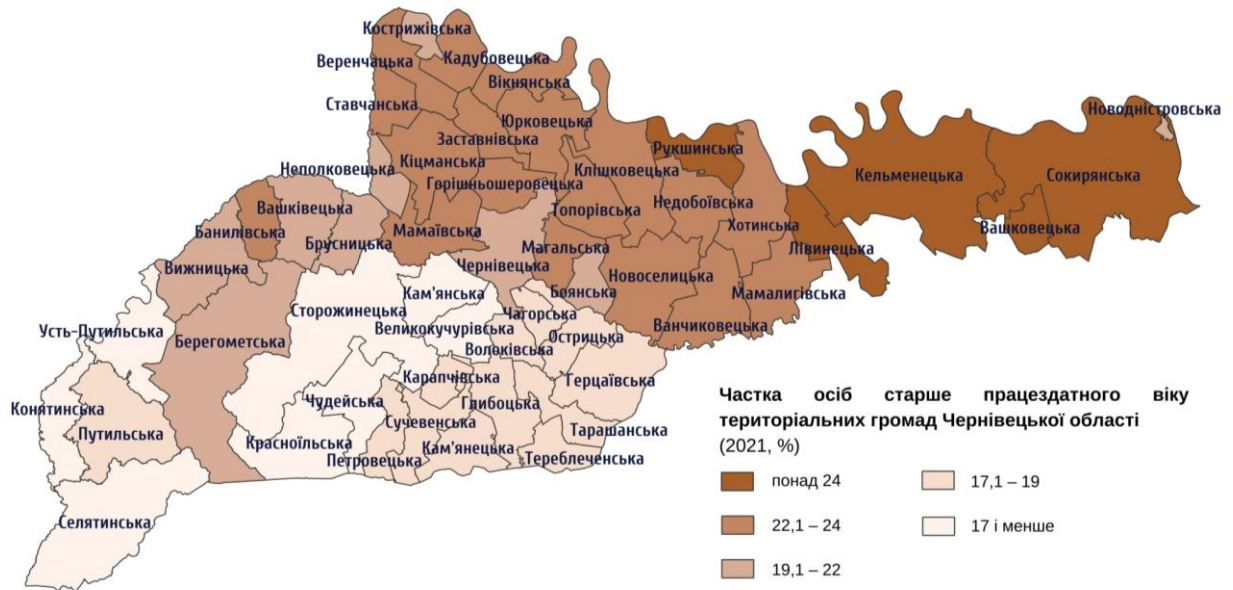 Кострижівська
Веренчацька
Кадубовецька
Вікнянська
Ставчанська
Юрковецька
Заставнівська
Новодністровська
Рукшинська
Неполоковецька
Кіцманська
Клішковецька
Кельменецька
Сокирянська
Горішньошеровецька
Вашківецька
Топорівська
Недобоївська
Банилівська
Мамаївська
Хотинська
Вашковецька
Брусницька
Магальська
Лівинецька
Вижницька
Чернівецька
Новоселицька
Кам'янська
Боянська
Мамалигівська
Сторожинецька
Чагорська
Усть-Путильська
Великокучурівська
Ванчиковецька
Берегометська
Острицька
Волоківська
Карапчівська
Герцаївська
Чудейська
Глибоцька
Конятинська
Сучевенська
Путильська
Красноїльська
Кам'янецька
Тарашанська
Петровецька
Тереблеченська
Селятинська
Частка осіб старше працездатного віку
територіальних громад Чернівецької області
(2021, %)
понад 24
17,1 – 19
22,1 – 24
17 і менше
19,1 – 22